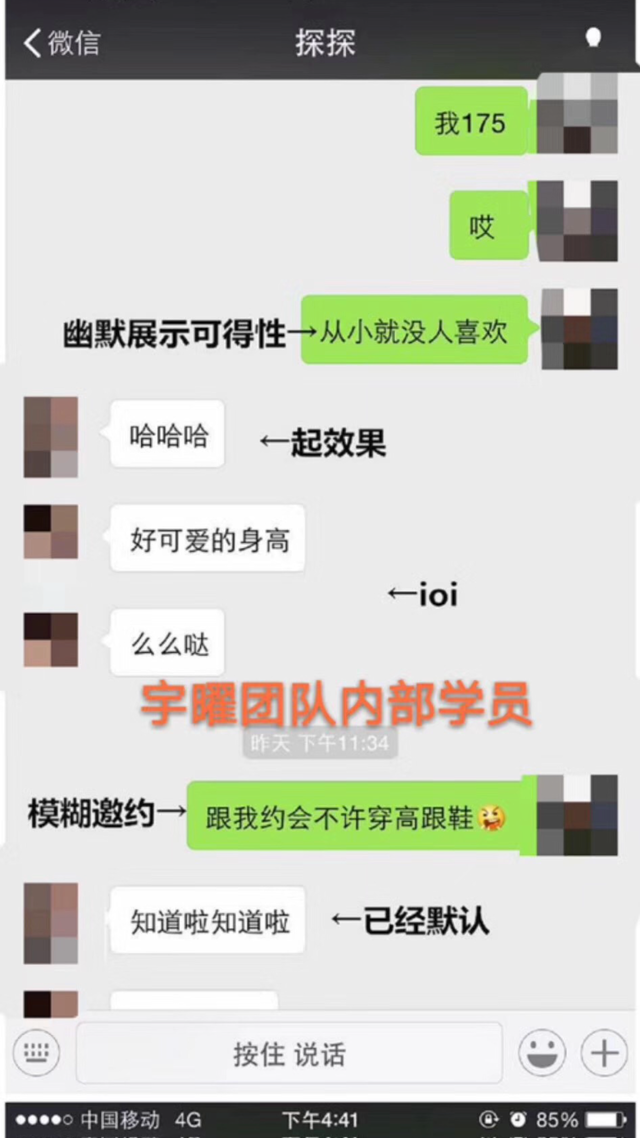 微信
探探
我175
哎
幽默展示可得性→从小就没人喜欢
哈哈哈 ←起效果
好可爱的身高
←ioi
么么哒
宇曜团队内部学员
昨天 下午11:34
模糊邀约→跟我约会不许穿高跟鞋
知道啦知道啦 ←已经默认
按住 说话
中国移动 4G 下午4:41 85%